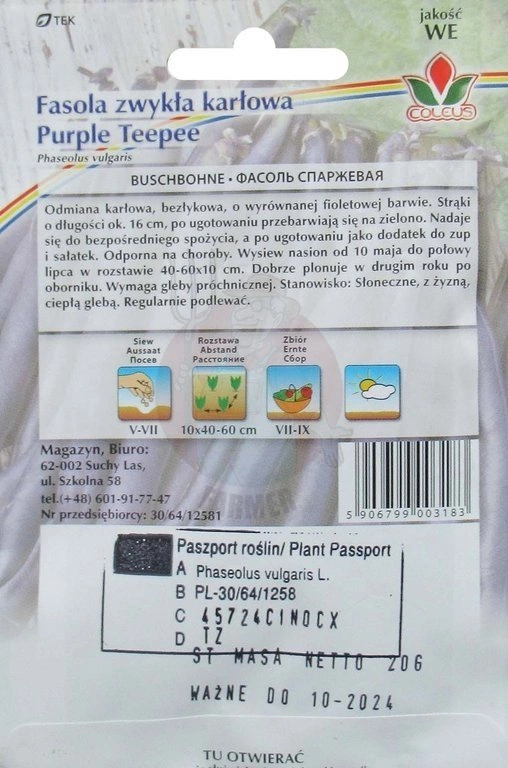 TEK
jakość
WE
COLEUS
Fasola zwykła karłowa
Purple Teepee
Phaseolus vulgaris
BUSCHBOHNE • ФАСОЛЬ СПАРЖЕВАЯ
Odmiana karłowa, bezłykowa, o wyrównanej fioletowej barwie. Strąki
o długości ok. 16 cm, po ugotowaniu przebarwiają się na zielono. Nadaje
się do bezpośredniego spożycia, a po ugotowaniu jako dodatek do zup
i sałatek. Odporna na choroby. Wysiew nasion od 10 maja do połowy
lipca w rozstawie 40-60x10 cm. Dobrze plonuje w drugim roku po
oborniku. Wymaga gleby próchnicznej. Stanowisko: Słoneczne, z żyzną,
ciepłą glebą. Regularnie podlewać.
Siew
Aussaat
Посев
V-VII
Rozstawa
Abstand
Расстояние
10x40-60 cm
Zbiór
Ernte
Сбор
VII-IX
Magazyn, Biuro:
62-002 Suchy Las,
ul. Szkolna 58
tel.(+48) 601-91-77-47
Nr przedsiębiorcy: 30/64/12581
5 906799 003183
Paszport roślin/ Plant Passport
A Phaseolus vulgaris L.
B PL-30/64/1258
C 45724CINOCX
D TZ
ST MASA NETTO 20G
WAŻNE DO 10-2024
TU OTWIERAĆ